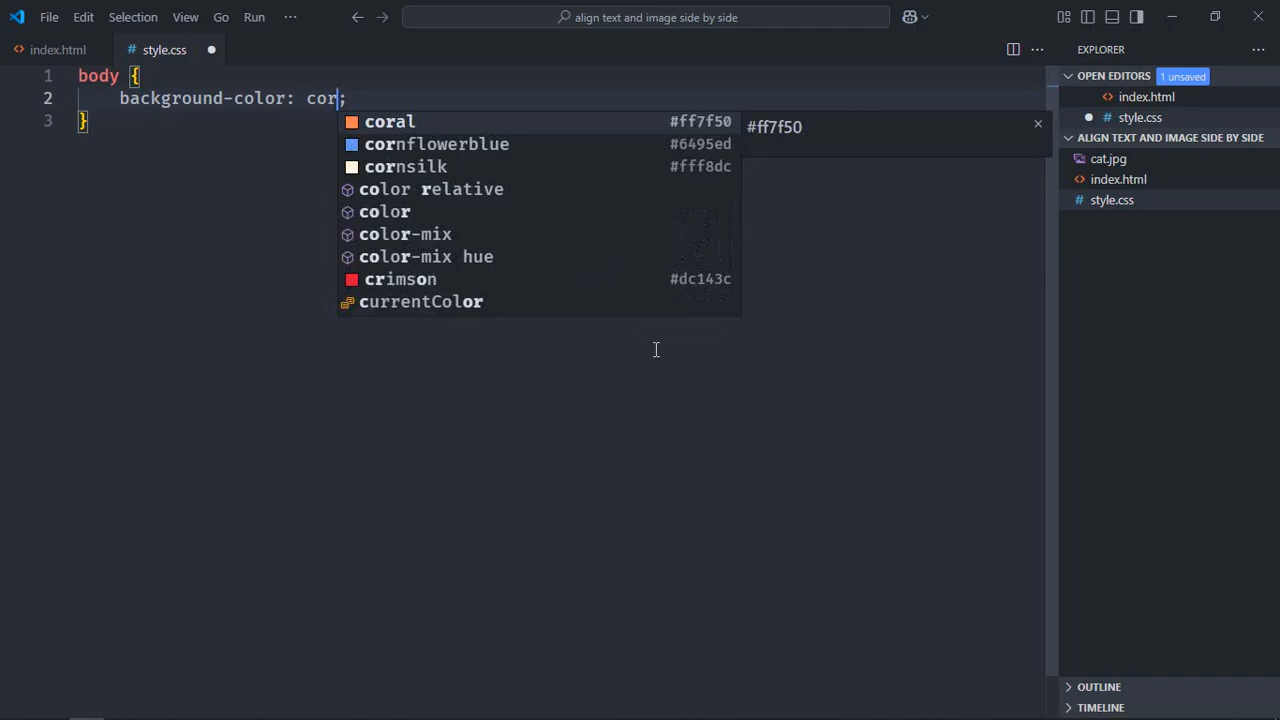 File Edit Selection View Go Run ··· align text and image side by side
index.html style.css
EXPLORER ···
OPEN EDITORS 1 unsaved
index.html
style.css
ALIGN TEXT AND IMAGE SIDE BY SIDE
cat.jpg
index.html
style.css
OUTLINE
TIMELINE
1 body {
2 background-color: cor;
3 }
coral #ff7f50
cornflowerblue #6495ed
cornsilk #fff8dc
color relative
color
color-mix
color-mix hue
crimson #dc143c
currentColor
#ff7f50